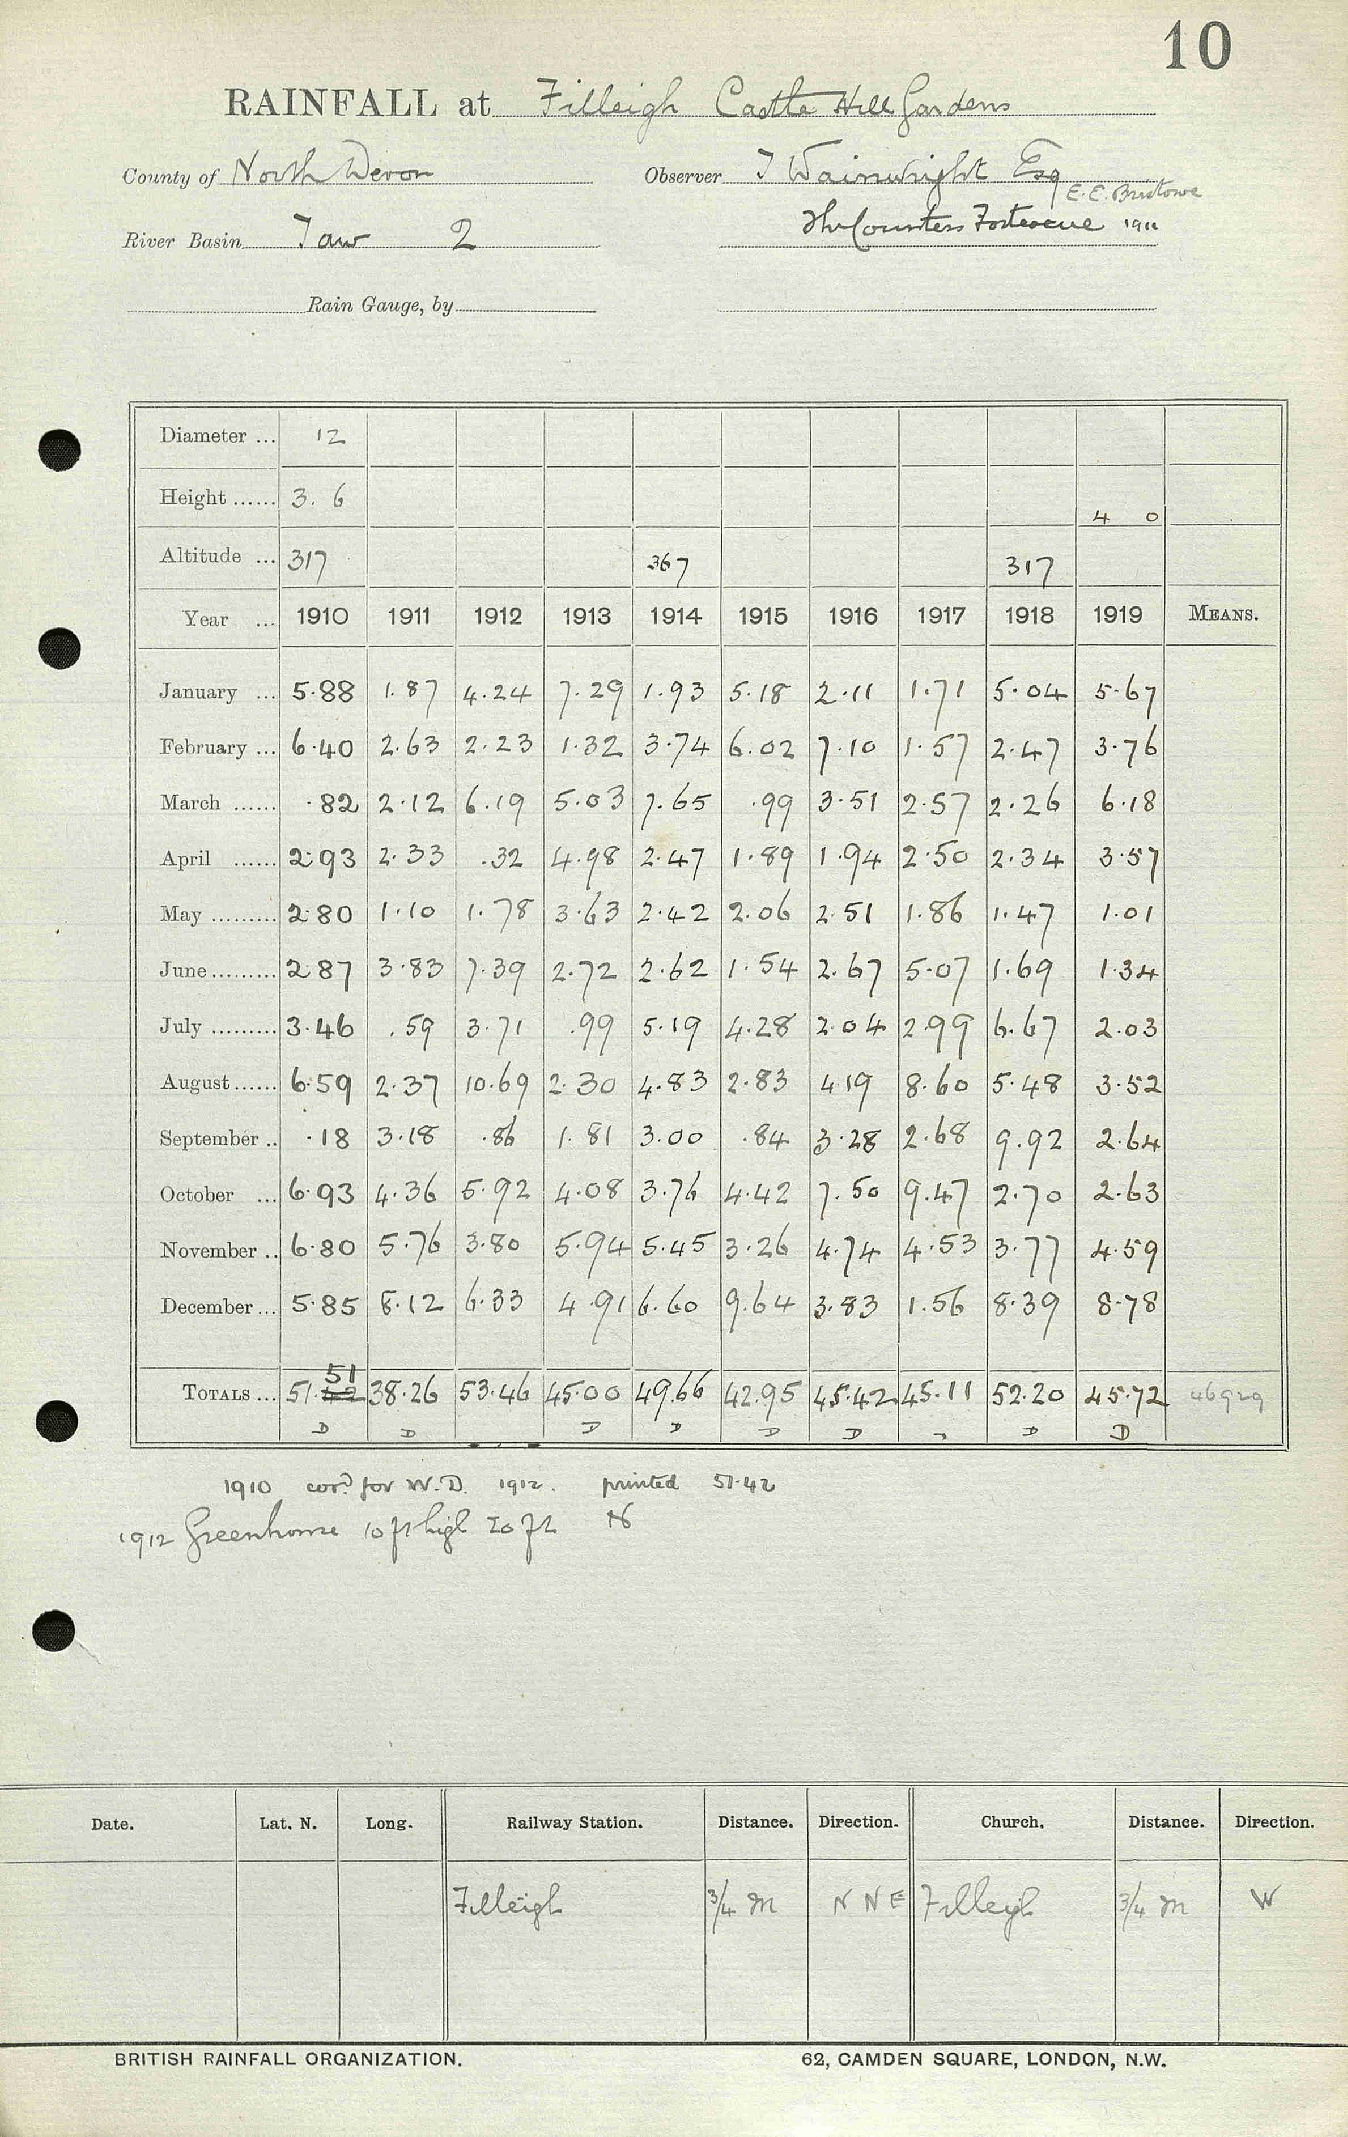 10
RAINFALL at Filleigh Castle Hill Gardens
County of North Devon Observer J Wainwright Esq
E.E. Bristowe
River Basin Taw 2 The Countess Fortescue 1911
Rain Gauge, by
Diameter ... 12
Height ...... 3. 6 4 0
Altitude ... 317 367 317
Year ... 1910 1911 1912 1913 1914 1915 1916 1917 1918 1919 MEANS.
January ... 5.88 1.87 4.24 7.29 1.93 5.18 2.11 1.71 5.04 5.67
February ... 6.40 2.63 2.23 1.32 3.74 6.02 7.10 1.57 2.47 3.76
March ...... .82 2.12 6.19 5.03 7.65 .99 3.51 2.57 2.26 6.18
April ...... 2.93 2.33 .32 4.98 2.47 1.89 1.94 2.50 2.34 3.57
May .......... 2.80 1.10 1.78 3.63 2.42 2.06 2.51 1.86 1.47 1.01
June ......... 2.87 3.83 7.39 2.72 2.62 1.54 2.67 5.07 1.69 1.34
July ......... 3.46 .59 3.71 .99 5.19 4.28 2.04 2.99 6.67 2.03
August ...... 6.59 2.37 10.69 2.30 4.83 2.83 4.19 8.60 5.48 3.52
September .. .18 3.18 .86 1.81 3.00 .84 3.28 2.68 9.92 2.64
October ... 6.93 4.36 5.92 4.08 3.76 4.42 7.50 9.47 2.70 2.63
November .. 6.80 5.76 3.80 5.94 5.45 3.26 4.74 4.53 3.77 4.59
December ... 5.85 8.12 6.33 4.91 6.60 9.64 3.83 1.56 8.39 8.78
51
TOTALS ... 51.42 38.26 53.46 45.00 49.66 42.95 45.42 45.11 52.20 45.72 46929
D D D D D D D D
1910 cord for W.D. 1912. printed 51.42
1912 Greenhouse 10 ft high 20 ft N
Date. Lat. N. Long. Railway Station. Distance. Direction. Church. Distance. Direction.
Filleigh 3/4 m N N E Filleigh 3/4 m W
BRITISH RAINFALL ORGANIZATION. 62, CAMDEN SQUARE, LONDON, N.W.